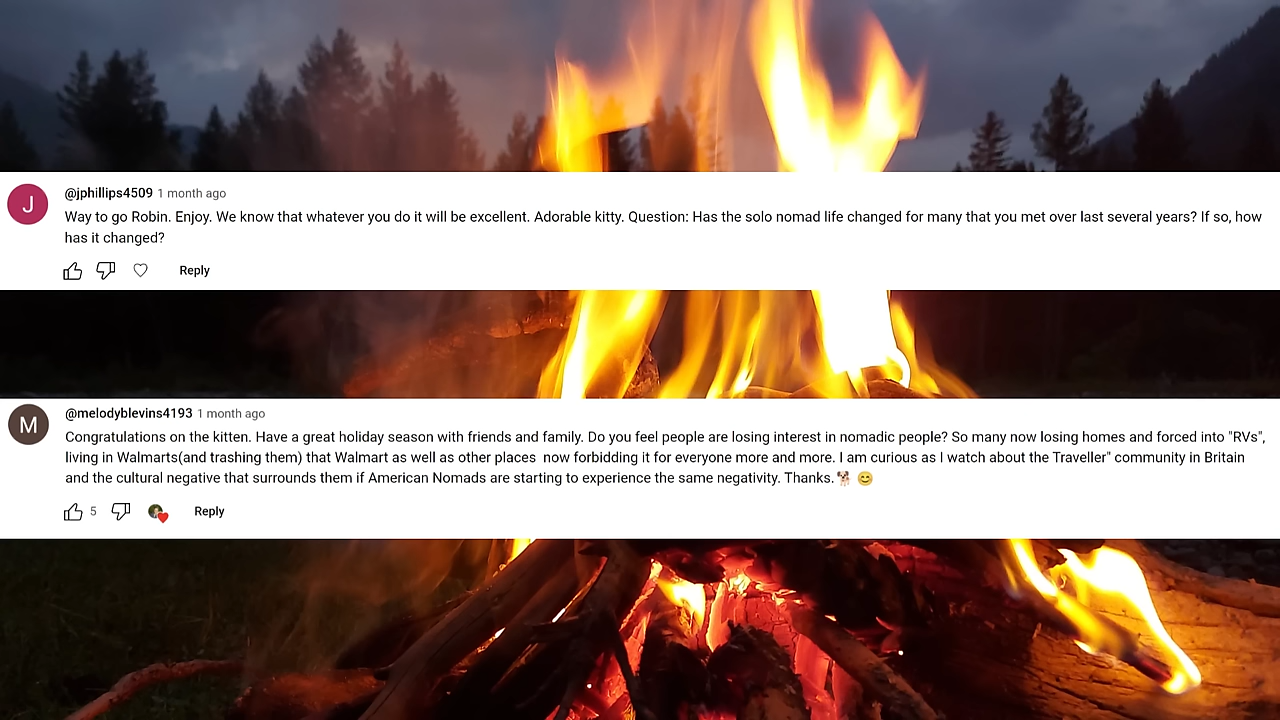 J
@jphillips4509 1 month ago
Way to go Robin. Enjoy. We know that whatever you do it will be excellent. Adorable kitty. Question: Has the solo nomad life changed for many that you met over last several years? If so, how
has it changed?
Reply
M
@melodyblevins4193 1 month ago
Congratulations on the kitten. Have a great holiday season with friends and family. Do you feel people are losing interest in nomadic people? So many now losing homes and forced into "RVs",
living in Walmarts(and trashing them) that Walmart as well as other places  now forbidding it for everyone more and more. I am curious as I watch about the Traveller" community in Britain
and the cultural negative that surrounds them if American Nomads are starting to experience the same negativity. Thanks.🐕 😊
5 Reply